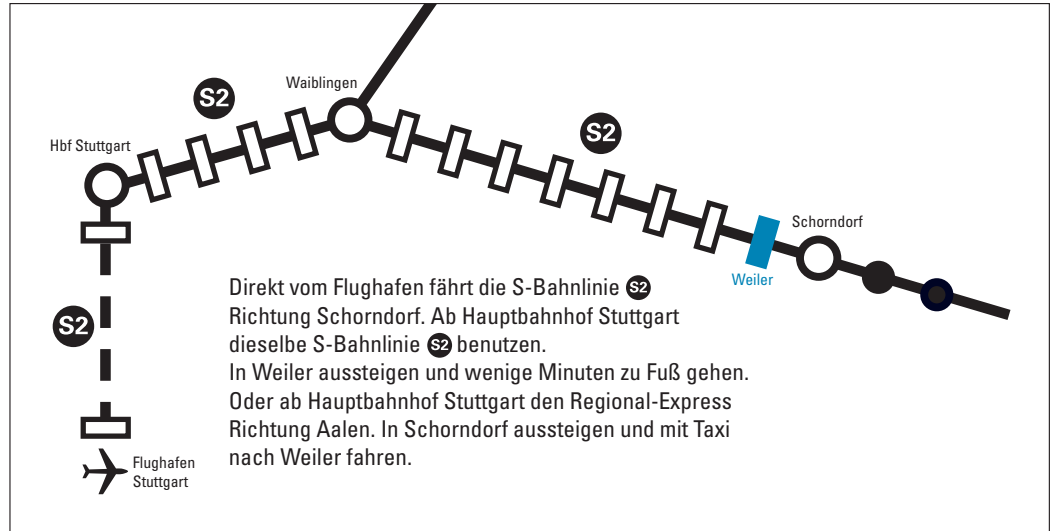 Waiblingen
S2
S2
Hbf Stuttgart
Schorndorf
Weiler
Direkt vom Flughafen fährt die S-Bahnlinie S2
Richtung Schorndorf. Ab Hauptbahnhof Stuttgart
dieselbe S-Bahnlinie S2 benutzen.
In Weiler aussteigen und wenige Minuten zu Fuß gehen.
Oder ab Hauptbahnhof Stuttgart den Regional-Express
Richtung Aalen. In Schorndorf aussteigen und mit Taxi
nach Weiler fahren.
S2
Flughafen
Stuttgart